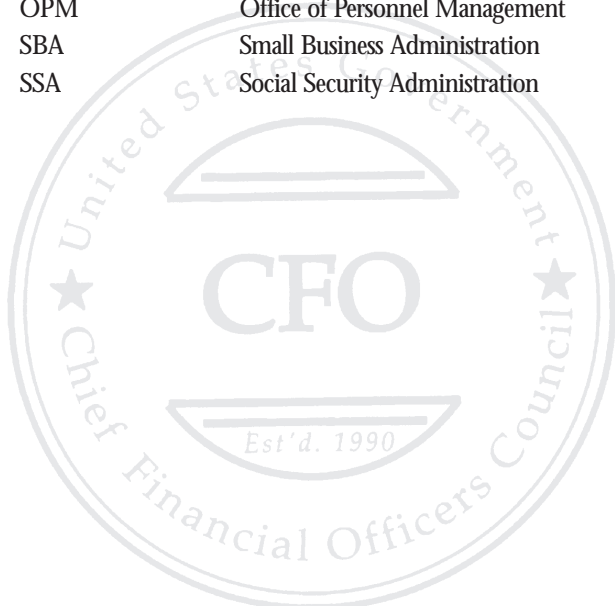 OPM Office of Personnel Management
SBA Small Business Administration
SSA Social Security Administration
United States Government
CFO
Est'd. 1990
Chief Financial Officers Council